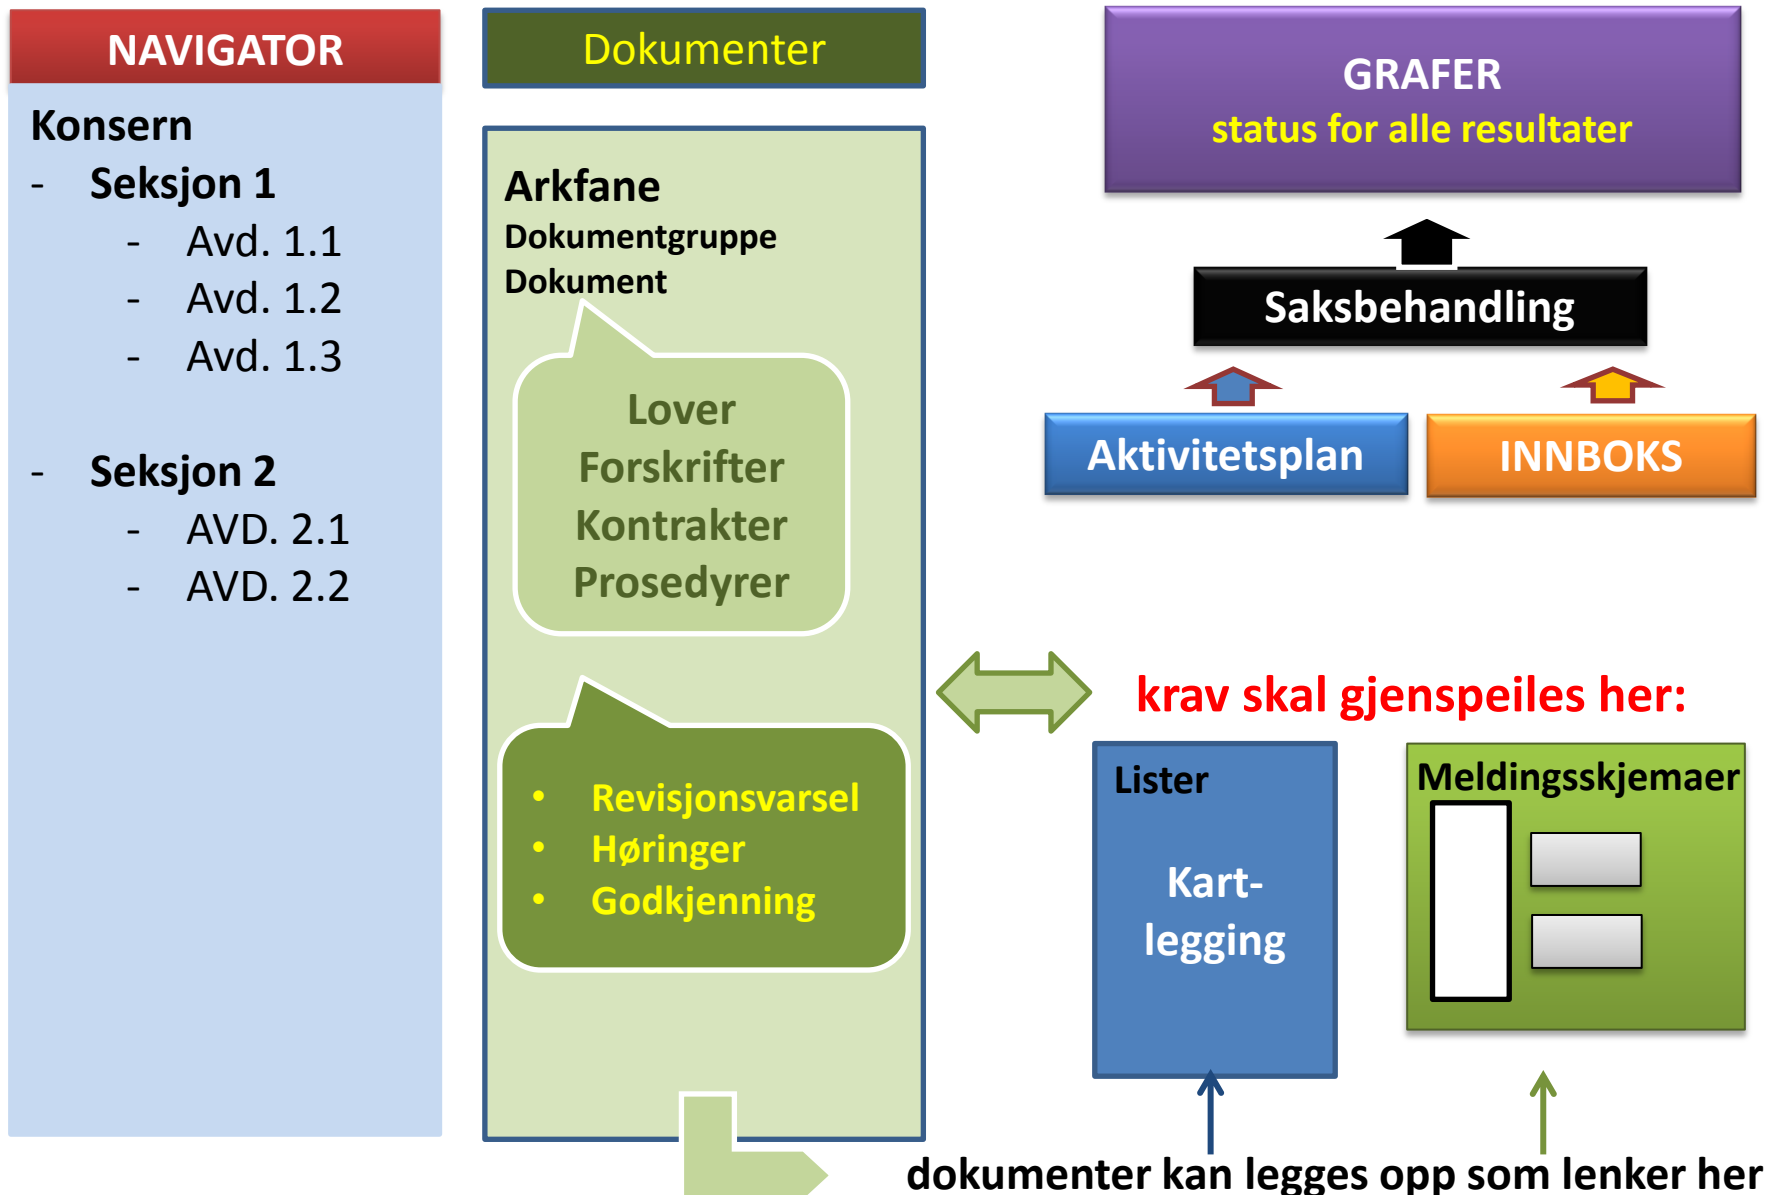 NAVIGATOR
Konsern
- Seksjon 1
- Avd. 1.1
- Avd. 1.2
- Avd. 1.3
- Seksjon 2
- AVD. 2.1
- AVD. 2.2
Dokumenter
Arkfane
Dokumentgruppe
Dokument
Lover
Forskrifter
Kontrakter
Prosedyrer
• Revisjonsvarsel
• Høringer
• Godkjenning
GRAFER
status for alle resultater
Saksbehandling
Aktivitetsplan
INNBOKS
krav skal gjenspeiles her:
Lister
Kart-
legging
Meldingsskjemaer
dokumenter kan legges opp som lenker her